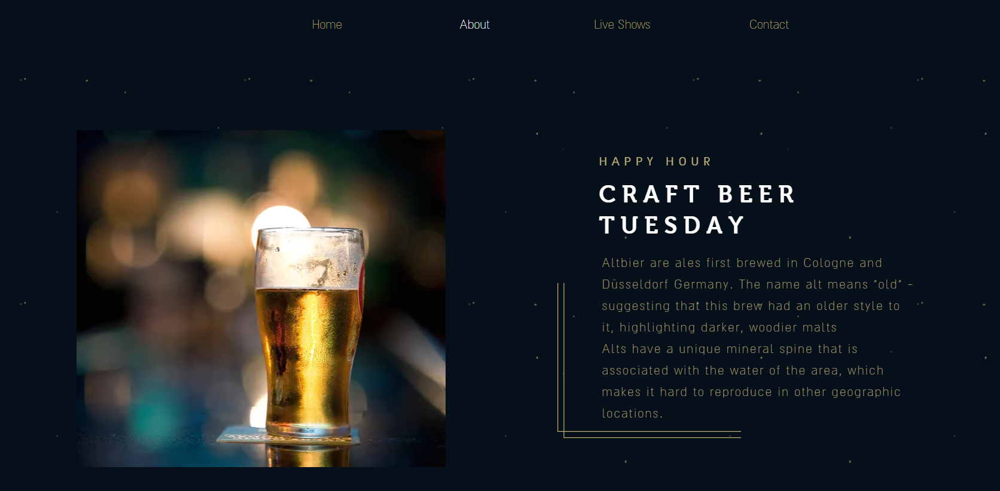 Home About Live Shows Contact
HAPPY HOUR
CRAFT BEER
TUESDAY
Altbier are ales first brewed in Cologne and
Düsseldorf Germany. The name alt means "old" -
suggesting that this brew had an older style to
it, highlighting darker, woodier malts
Alts have a unique mineral spine that is
associated with the water of the area, which
makes it hard to reproduce in other geographic
locations.